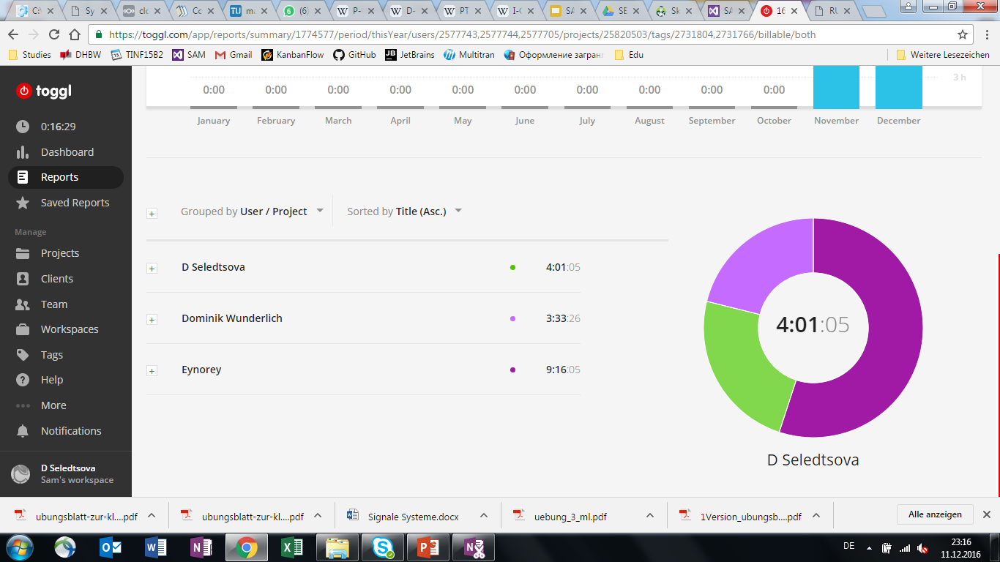 C:\
Sy
clo
Co
TU ma
6 (6)
W P-(
W D-
W PT
W I-G
SA
SE
Sk
SA
16
RU
https://toggl.com/app/reports/summary/1774577/period/thisYear/users/2577743,2577744,2577705/projects/25820503/tags/2731804,2731766/billable/both
Studies DHBW TINF15B2 SAM Gmail KanbanFlow GitHub JB JetBrains Multitran Оформление загран Edu Weitere Lesezeichen
toggl
0:16:29
Dashboard
Reports
Saved Reports
Manage
Projects
Clients
Team
Workspaces
Tags
Help
More
Notifications
D Seledtsova
Sam's workspace
3 h
0:00 0:00 0:00 0:00 0:00 0:00 0:00 0:00 0:00 0:00
January February March April May June July August September October November December
Grouped by User / Project Sorted by Title (Asc.)
D Seledtsova 4:01:05
Dominik Wunderlich 3:33:26
Eynorey 9:16:05
4:01:05
D Seledtsova
ubungsblatt-zur-kl....pdf ubungsblatt-zur-kl....pdf Signale Systeme.docx uebung_3_ml.pdf 1Version_ubungsb....pdf Alle anzeigen
DE 23:16
11.12.2016